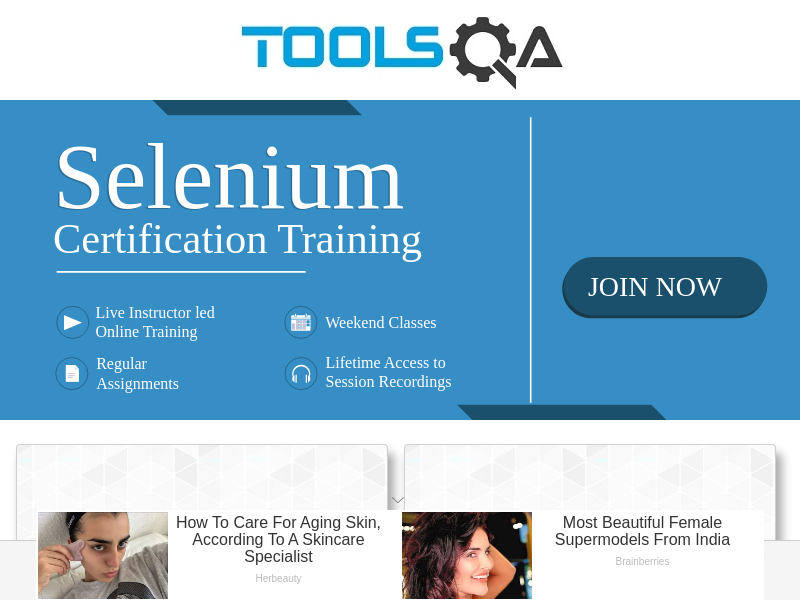 TOOLSQA
Selenium
Certification Training
JOIN NOW
Live Instructor led
Online Training
Weekend Classes
Regular
Assignments
Lifetime Access to
Session Recordings
How To Care For Aging Skin,
According To A Skincare
Specialist
Herbeauty
Most Beautiful Female
Supermodels From India
Brainberries